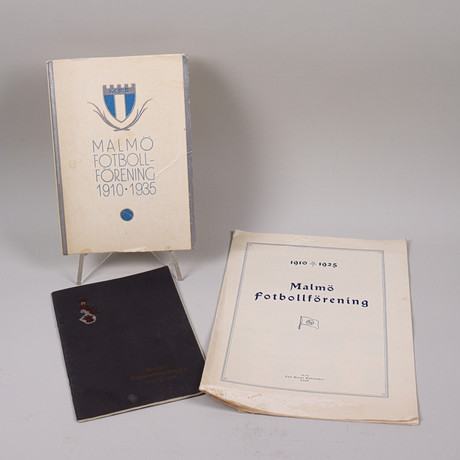 MALMÖ
FOTBOLL-
FÖRENING
1910·1935
1910 1925
Malmö
Fotbollförening